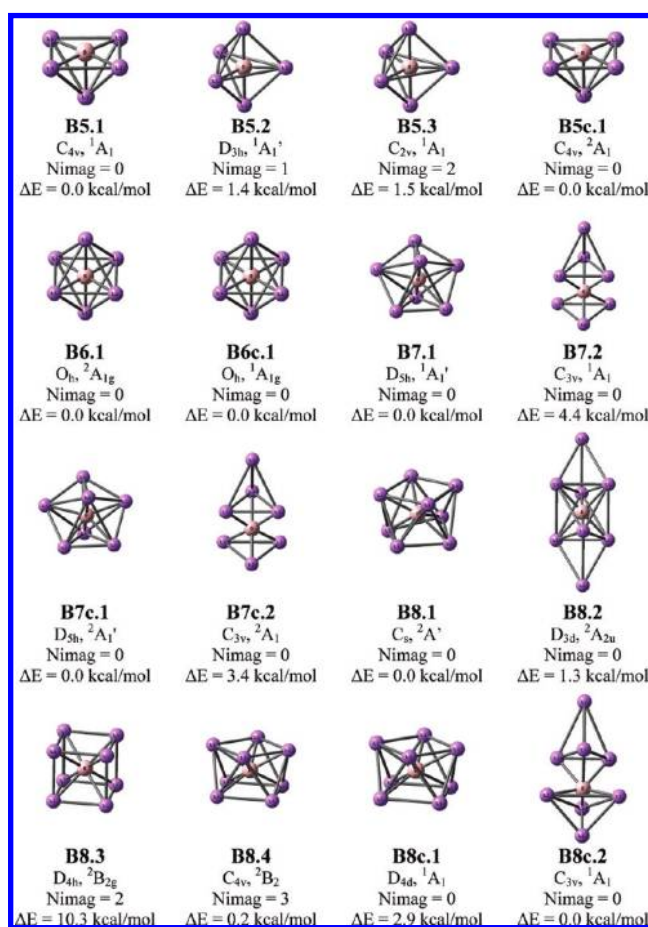 B5.1
C₄ᵥ, ¹A₁
Nimag = 0
ΔE = 0.0 kcal/mol
B5.2
D₃ₕ, ¹A₁'
Nimag = 1
ΔE = 1.4 kcal/mol
B5.3
C₂ᵥ, ¹A₁
Nimag = 2
ΔE = 1.5 kcal/mol
B5c.1
C₄ᵥ, ²A₁
Nimag = 0
ΔE = 0.0 kcal/mol
B6.1
Oₕ, ²A₁g
Nimag = 0
ΔE = 0.0 kcal/mol
B6c.1
Oₕ, ¹A₁g
Nimag = 0
ΔE = 0.0 kcal/mol
B7.1
D₅ₕ, ¹A₁'
Nimag = 0
ΔE = 0.0 kcal/mol
B7.2
C₃ᵥ, ¹A₁
Nimag = 0
ΔE = 4.4 kcal/mol
B7c.1
D₅ₕ, ²A₁'
Nimag = 0
ΔE = 0.0 kcal/mol
B7c.2
C₃ᵥ, ²A₁
Nimag = 0
ΔE = 3.4 kcal/mol
B8.1
Cₛ, ²A'
Nimag = 0
ΔE = 0.0 kcal/mol
B8.2
D₃d, ²A₂ᵤ
Nimag = 0
ΔE = 1.3 kcal/mol
B8.3
D₄ₕ, ²B₂g
Nimag = 2
ΔE = 10.3 kcal/mol
B8.4
C₄ᵥ, ²B₂
Nimag = 3
ΔE = 0.2 kcal/mol
B8c.1
D₄d, ¹A₁
Nimag = 0
ΔE = 2.9 kcal/mol
B8c.2
C₃ᵥ, ¹A₁
Nimag = 0
ΔE = 0.0 kcal/mol